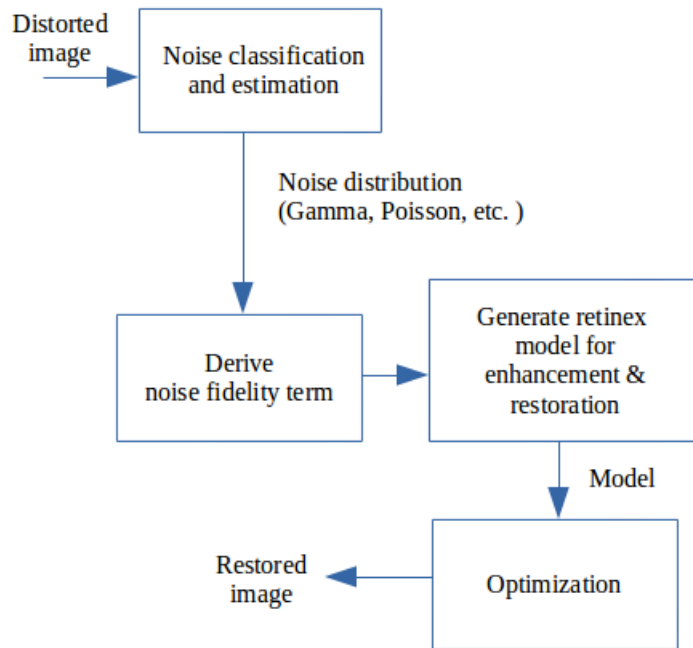 Distorted
image
Noise classification
and estimation
Noise distribution
(Gamma, Poisson, etc. )
Derive
noise fidelity term
Generate retinex
model for
enhancement &
restoration
Model
Optimization
Restored
image